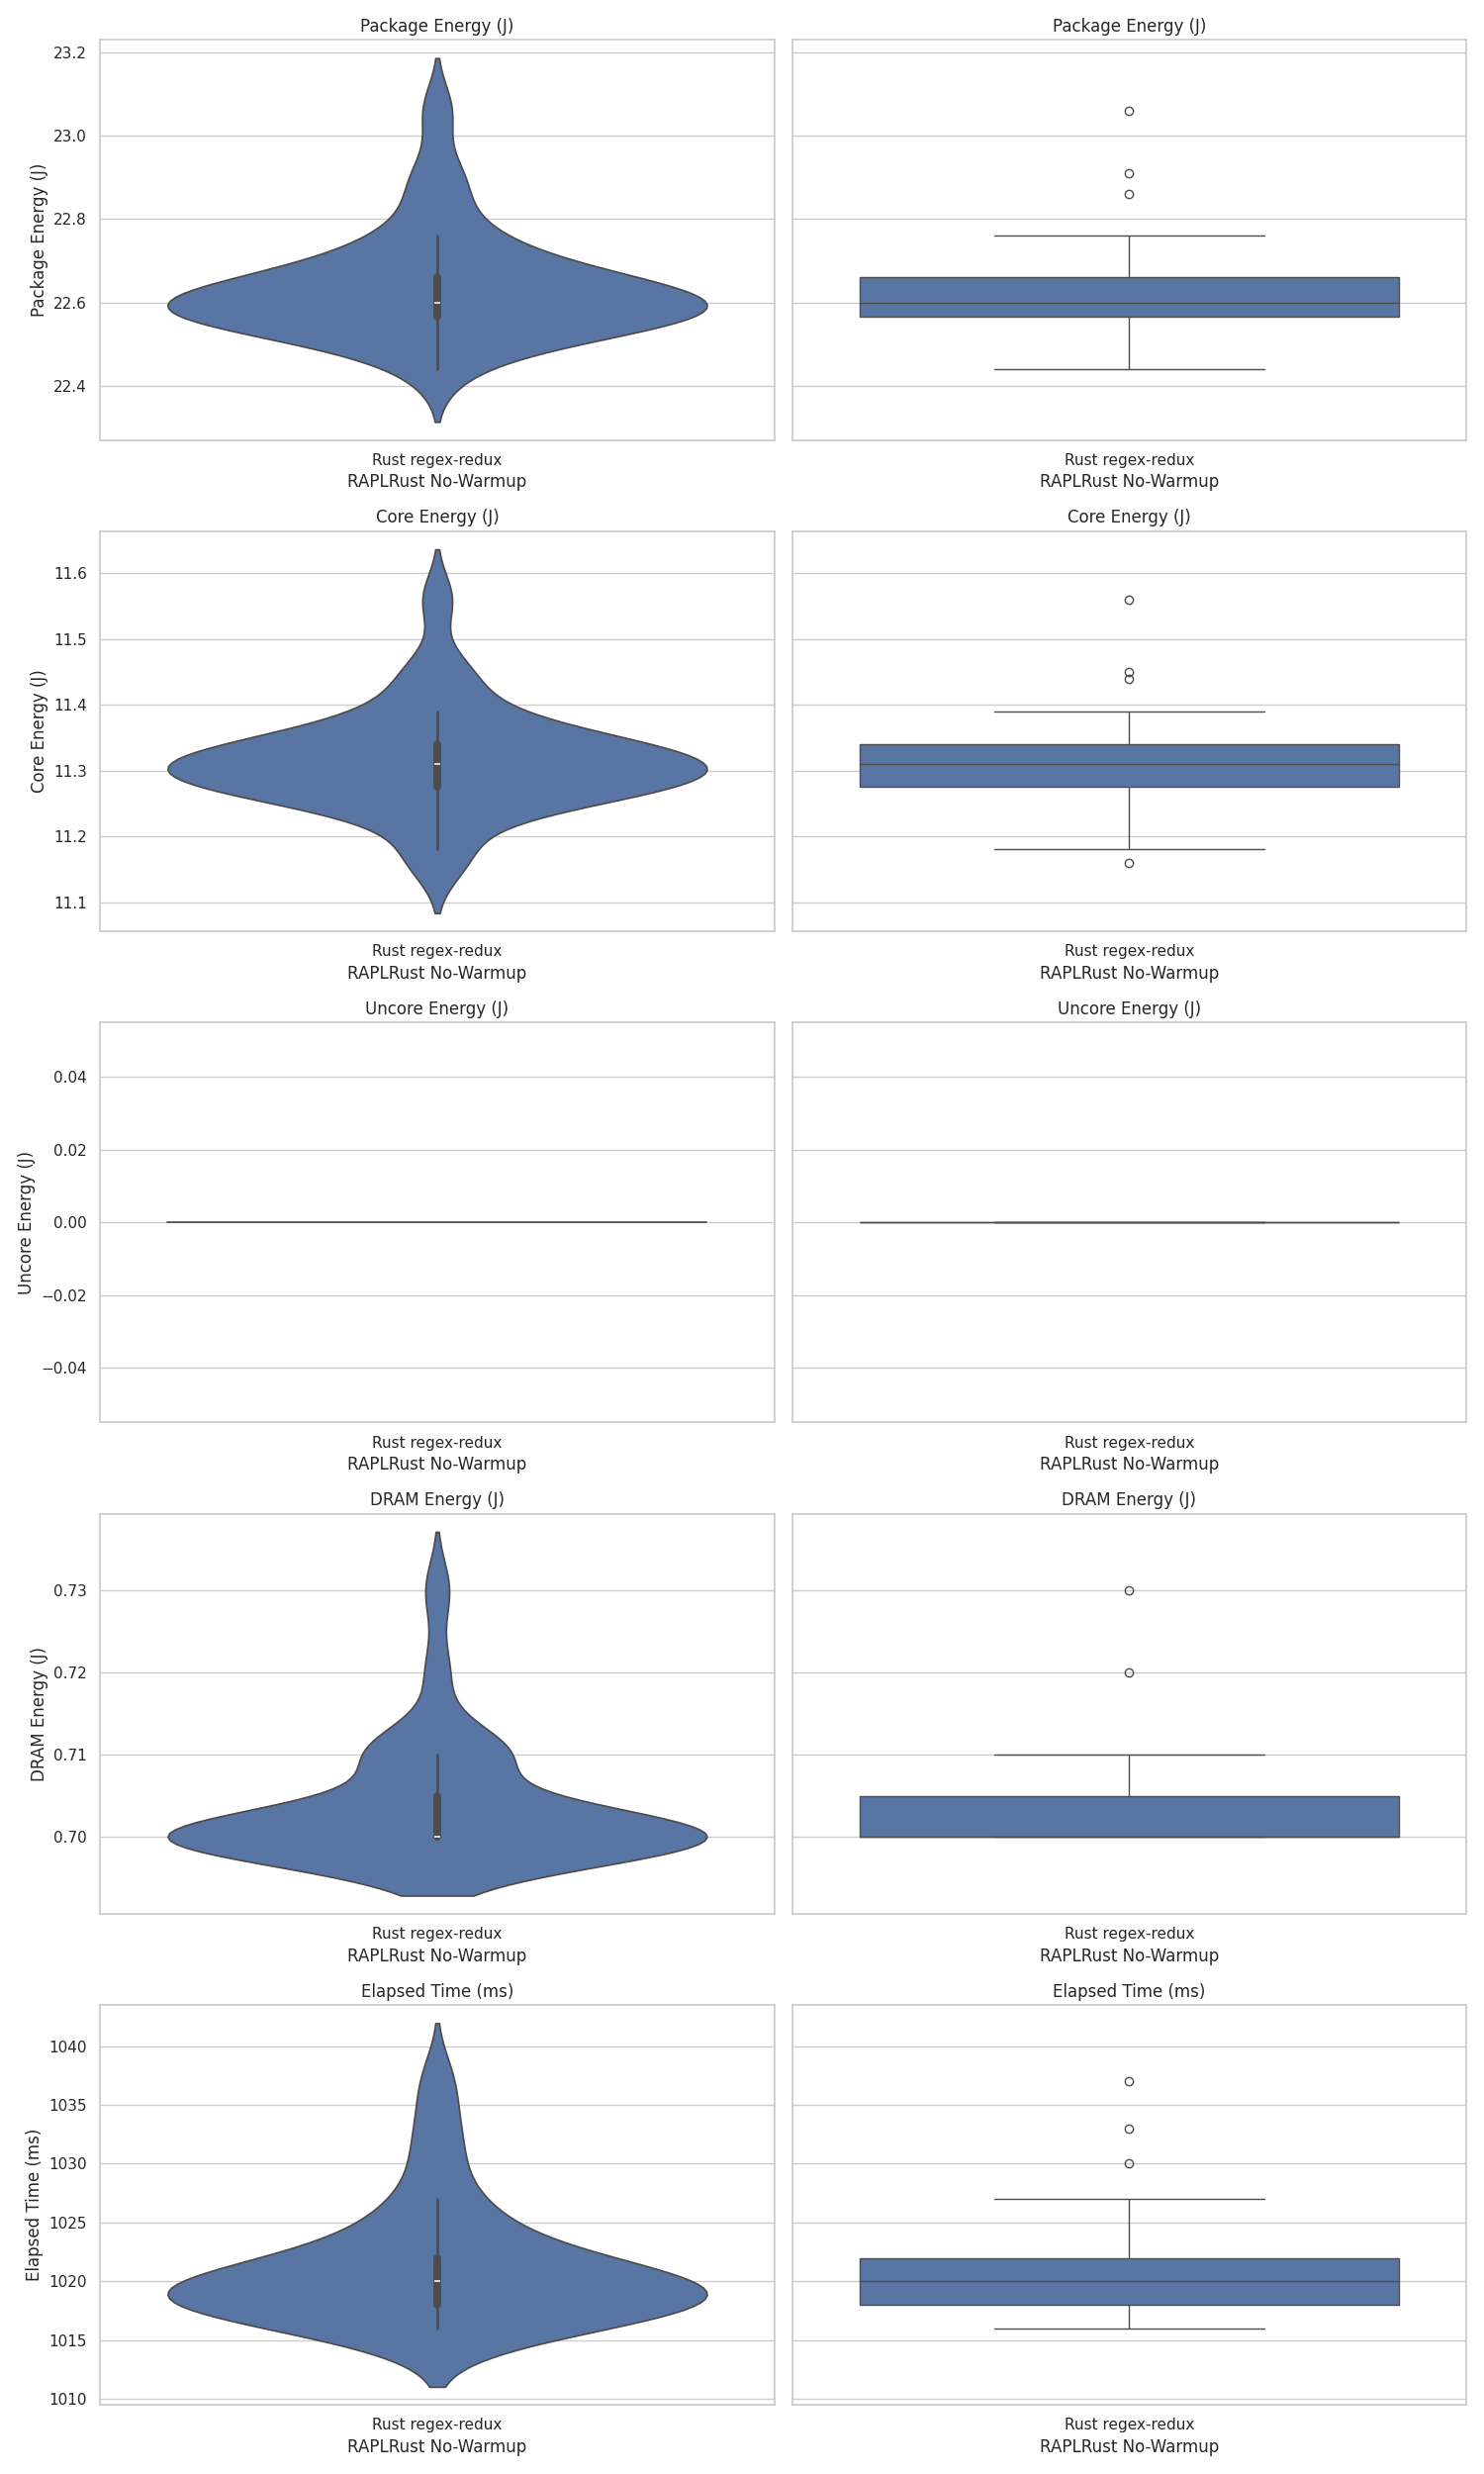 Package Energy (J)
Package Energy (J)
Package Energy (J)
23.2
23.0
22.8
22.6
22.4
Rust regex-redux
RAPLRust No-Warmup
Rust regex-redux
RAPLRust No-Warmup
Core Energy (J)
Core Energy (J)
Core Energy (J)
11.6
11.5
11.4
11.3
11.2
11.1
Rust regex-redux
RAPLRust No-Warmup
Rust regex-redux
RAPLRust No-Warmup
Uncore Energy (J)
Uncore Energy (J)
Uncore Energy (J)
0.04
0.02
0.00
−0.02
−0.04
Rust regex-redux
RAPLRust No-Warmup
Rust regex-redux
RAPLRust No-Warmup
DRAM Energy (J)
DRAM Energy (J)
DRAM Energy (J)
0.73
0.72
0.71
0.70
Rust regex-redux
RAPLRust No-Warmup
Rust regex-redux
RAPLRust No-Warmup
Elapsed Time (ms)
Elapsed Time (ms)
Elapsed Time (ms)
1040
1035
1030
1025
1020
1015
1010
Rust regex-redux
RAPLRust No-Warmup
Rust regex-redux
RAPLRust No-Warmup